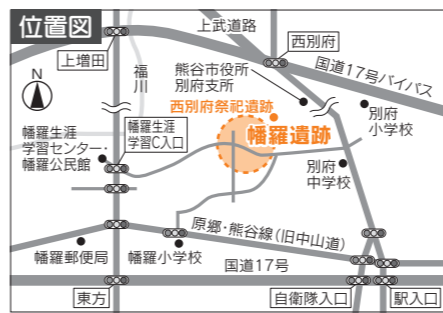 位置図
上武道路
西別府
上増田
N
福川
熊谷市役所
別府支所
国道17号バイパス
西別府祭祀遺跡
別府
小学校
幡羅遺跡
幡羅生涯
学習センター・
幡羅公民館
幡羅生涯
学習C入口
別府
中学校
原郷・熊谷線(旧中山道)
幡羅郵便局
幡羅小学校
国道17号
東方
自衛隊入口
駅入口